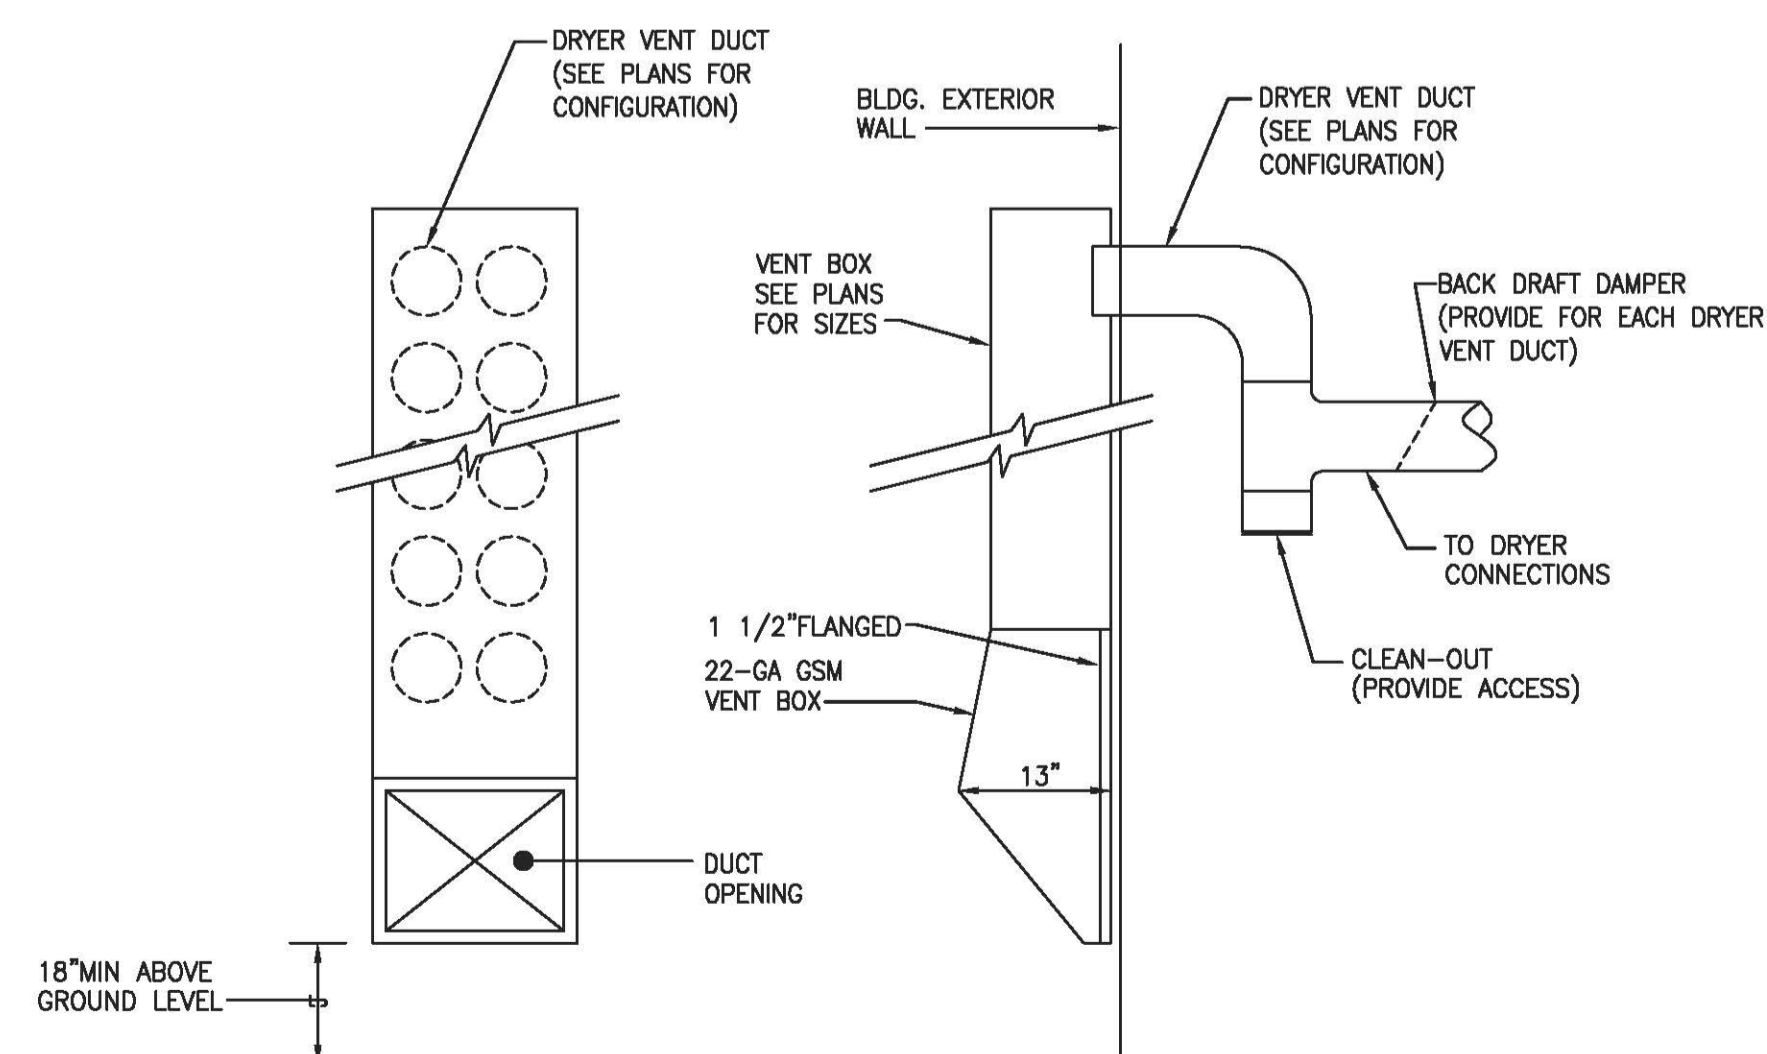 DRYER VENT DUCT
(SEE PLANS FOR
CONFIGURATION)
BLDG. EXTERIOR
WALL
DRYER VENT DUCT
(SEE PLANS FOR
CONFIGURATION)
VENT BOX
SEE PLANS
FOR SIZES
BACK DRAFT DAMPER
(PROVIDE FOR EACH DRYER
VENT DUCT)
TO DRYER
CONNECTIONS
1 1/2"FLANGED
22-GA GSM
VENT BOX
CLEAN-OUT
(PROVIDE ACCESS)
13"
DUCT
OPENING
18"MIN ABOVE
GROUND LEVEL